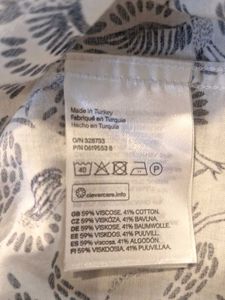 Made in Turkey
Fabriqué en Turquie
Hecho en Turquía
O/N 328753
P/N 0619553 8
40
P
clevercare.info
GB 59% VISCOSE, 41% COTTON.
CZ 59% VISKÓZA, 41% BAVLNA.
DE 59% VISKOSE, 41% BAUMWOLLE.
EE 59% VISKOOS, 41% PUUVILL.
ES 59% viscosa, 41% ALGODÓN.
FI 59% VISKOOSIA, 41% PUUVILLAA.